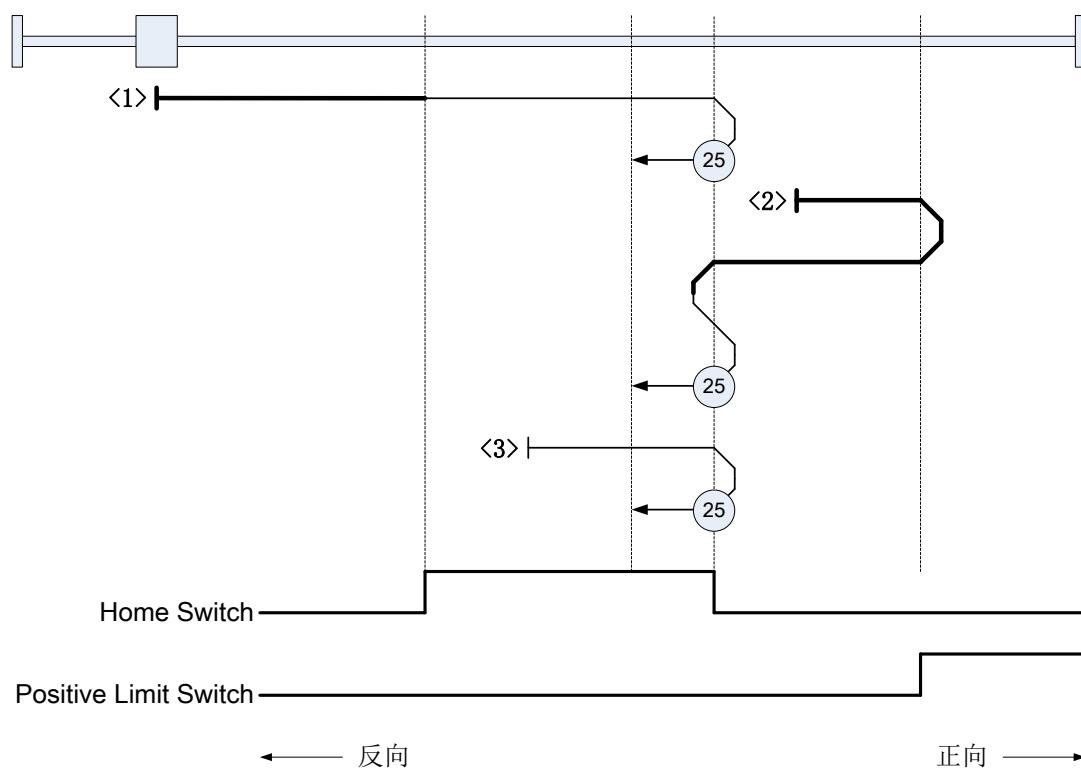 <1>
25
<2>
25
<3>
25
Home Switch
Positive Limit Switch
反向 正向